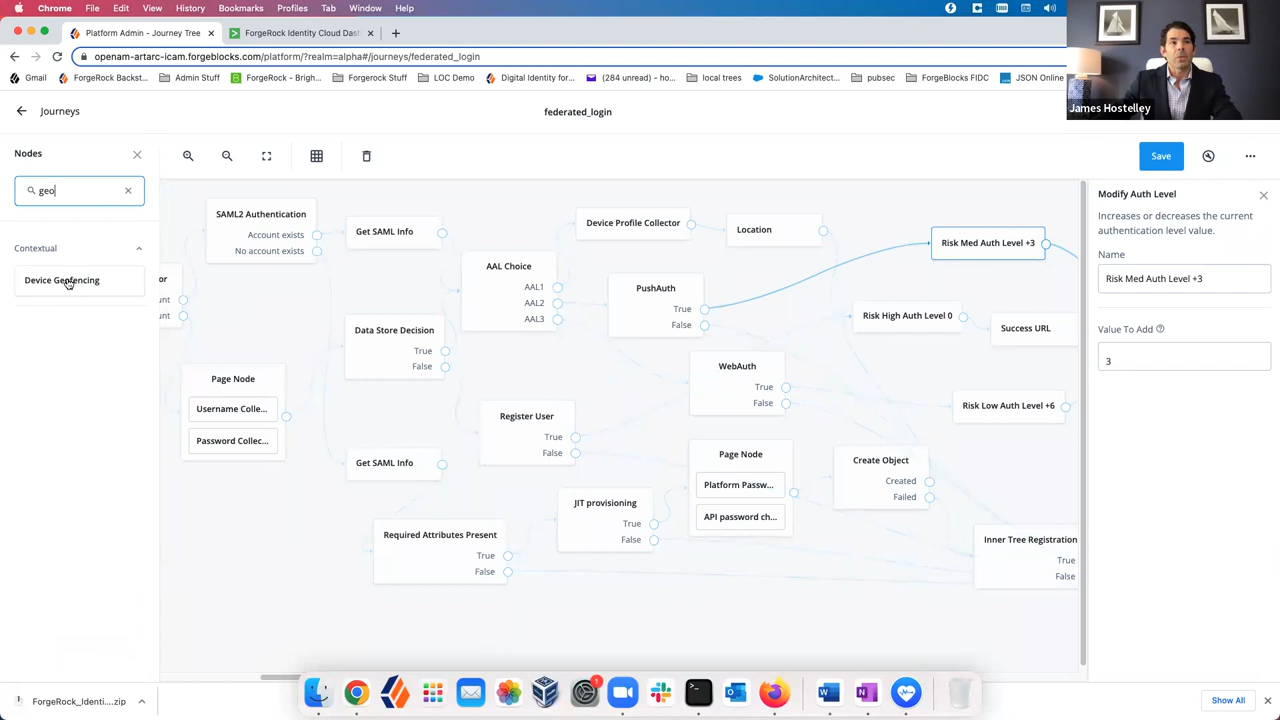 Chrome File Edit View History Bookmarks Profiles Tab Window Help
Platform Admin - Journey Tree
ForgeRock Identity Cloud Dash
openam-artarc-icam.forgeblocks.com/platform/?realm=alpha#/journeys/federated_login
Gmail
ForgeRock Backst...
Admin Stuff
ForgeRock - Brigh...
Forgerock Stuff
LOC Demo
Digital Identity for...
(284 unread) - ho...
local trees
SolutionArchitect...
pubsec
ForgeBlocks FIDC
JSON Online
James Hostelley
Journeys
federated_login
Nodes
geo
Contextual
Device Geofencing
Save
SAML2 Authentication
Account exists
No account exists
Get SAML Info
Device Profile Collector
Location
Risk Med Auth Level +3
AAL Choice
AAL1
AAL2
AAL3
PushAuth
True
False
or
unt
unt
Data Store Decision
True
False
Risk High Auth Level 0
Success URL
Page Node
Username Colle...
Password Collec...
WebAuth
True
False
Risk Low Auth Level +6
Register User
True
False
Get SAML Info
Page Node
Platform Passw...
API password ch...
Create Object
Created
Failed
JIT provisioning
True
False
Required Attributes Present
True
False
Inner Tree Registration
True
False
Modify Auth Level
Increases or decreases the current
authentication level value.
Name
Risk Med Auth Level +3
Value To Add
3
1
ForgeRock_Identi....zip
Show All